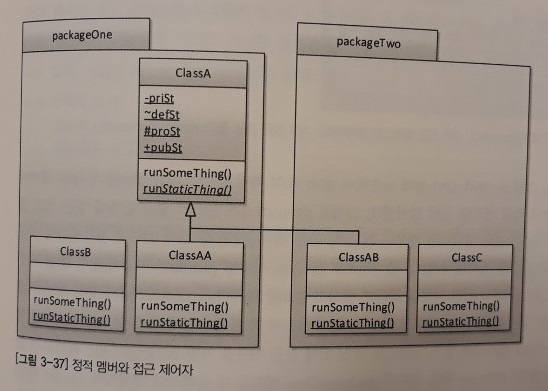 packageOne
packageTwo
ClassA
-priSt
~defSt
#proSt
+pubSt
runSomeThing()
runStaticThing()
ClassB
runSomeThing()
runStaticThing()
ClassAA
runSomeThing()
runStaticThing()
ClassAB
runSomeThing()
runStaticThing()
ClassC
runSomeThing()
runStaticThing()
[그림 3-37] 정적 멤버와 접근 제어자